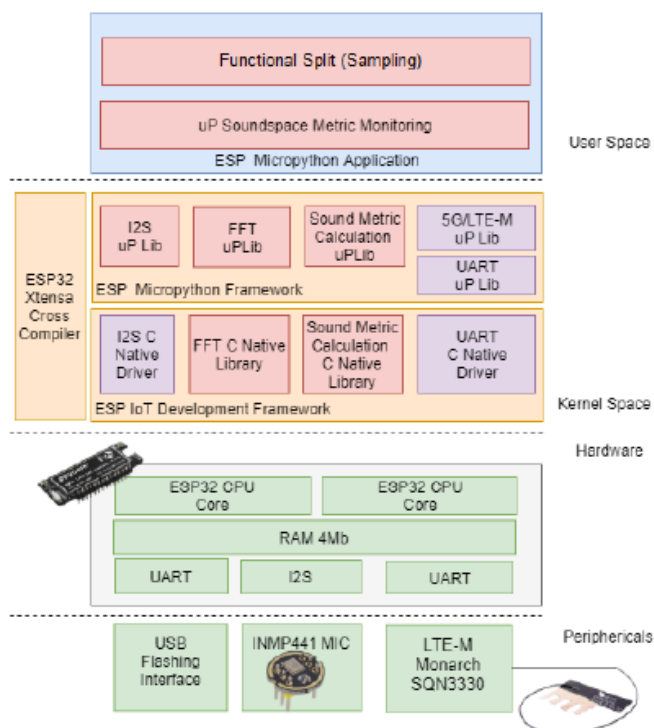 Functional Split (Sampling)
uP Soundspace Metric Monitoring
ESP Micropython Application
User Space
ESP32
Xtensa
Cross
Compiler
I2S
uP Lib
FFT
uPLib
Sound Metric
Calculation
uPLib
5G/LTE-M
uP Lib
UART
uP Lib
ESP Micropython Framework
I2S C
Native
Driver
FFT C Native
Library
Sound Metric
Calculation
C Native
Library
UART
C Native
Driver
ESP IoT Development Framework
Kernel Space
Hardware
ESP32 CPU
Core
ESP32 CPU
Core
RAM 4Mb
UART
I2S
UART
Periphericals
USB
Flashing
Interface
INMP441 MIC
LTE-M
Monarch
SQN3330